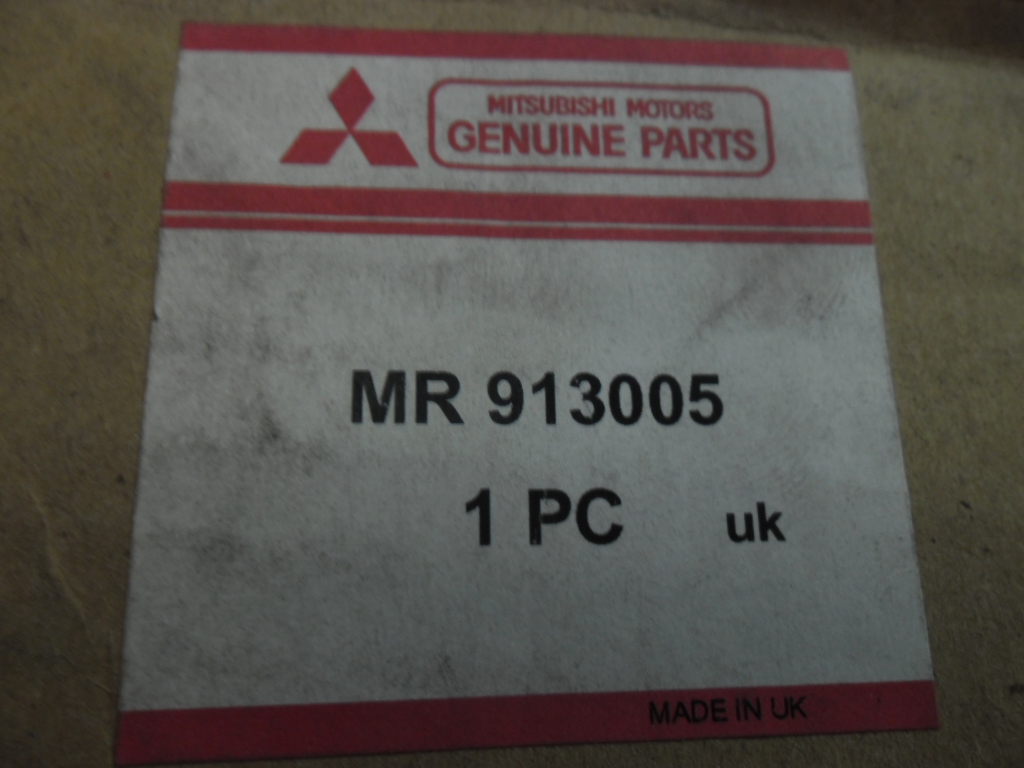 MITSUBISHI MOTORS
GENUINE PARTS
MR 913005
1 PC uk
MADE IN UK